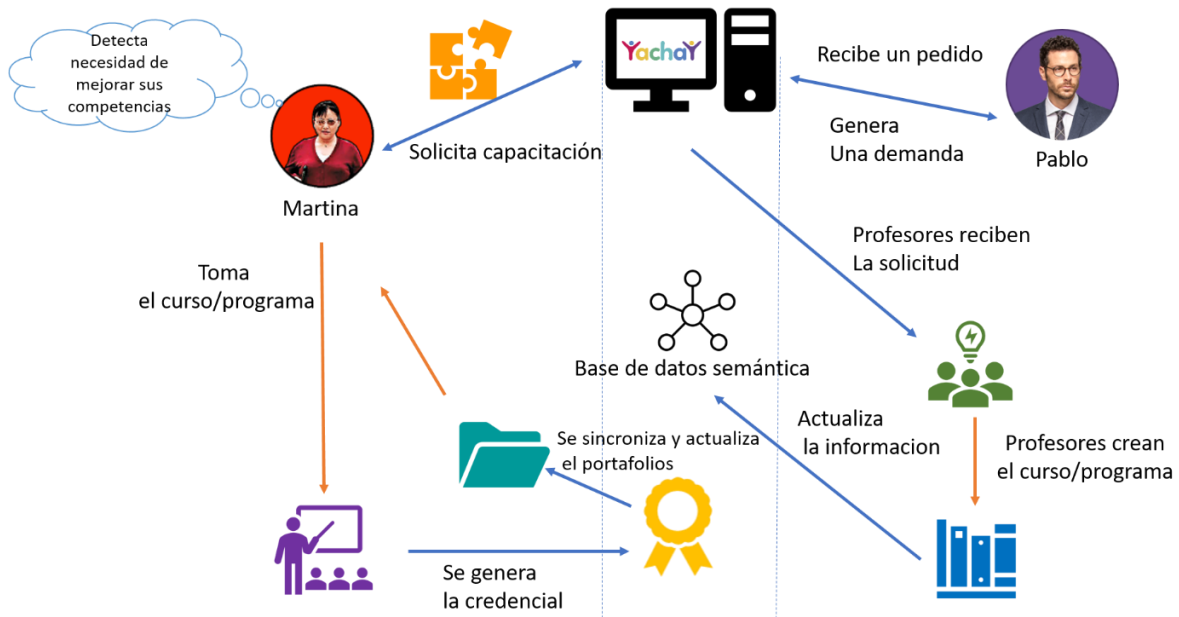 Detecta
necesidad de
mejorar sus
competencias
YachaY
Recibe un pedido
Genera
Una demanda
Pablo
Solicita capacitación
Martina
Toma
el curso/programa
Profesores reciben
La solicitud
Base de datos semántica
Actualiza
la informacion
Se sincroniza y actualiza
el portafolios
Profesores crean
el curso/programa
Se genera
la credencial